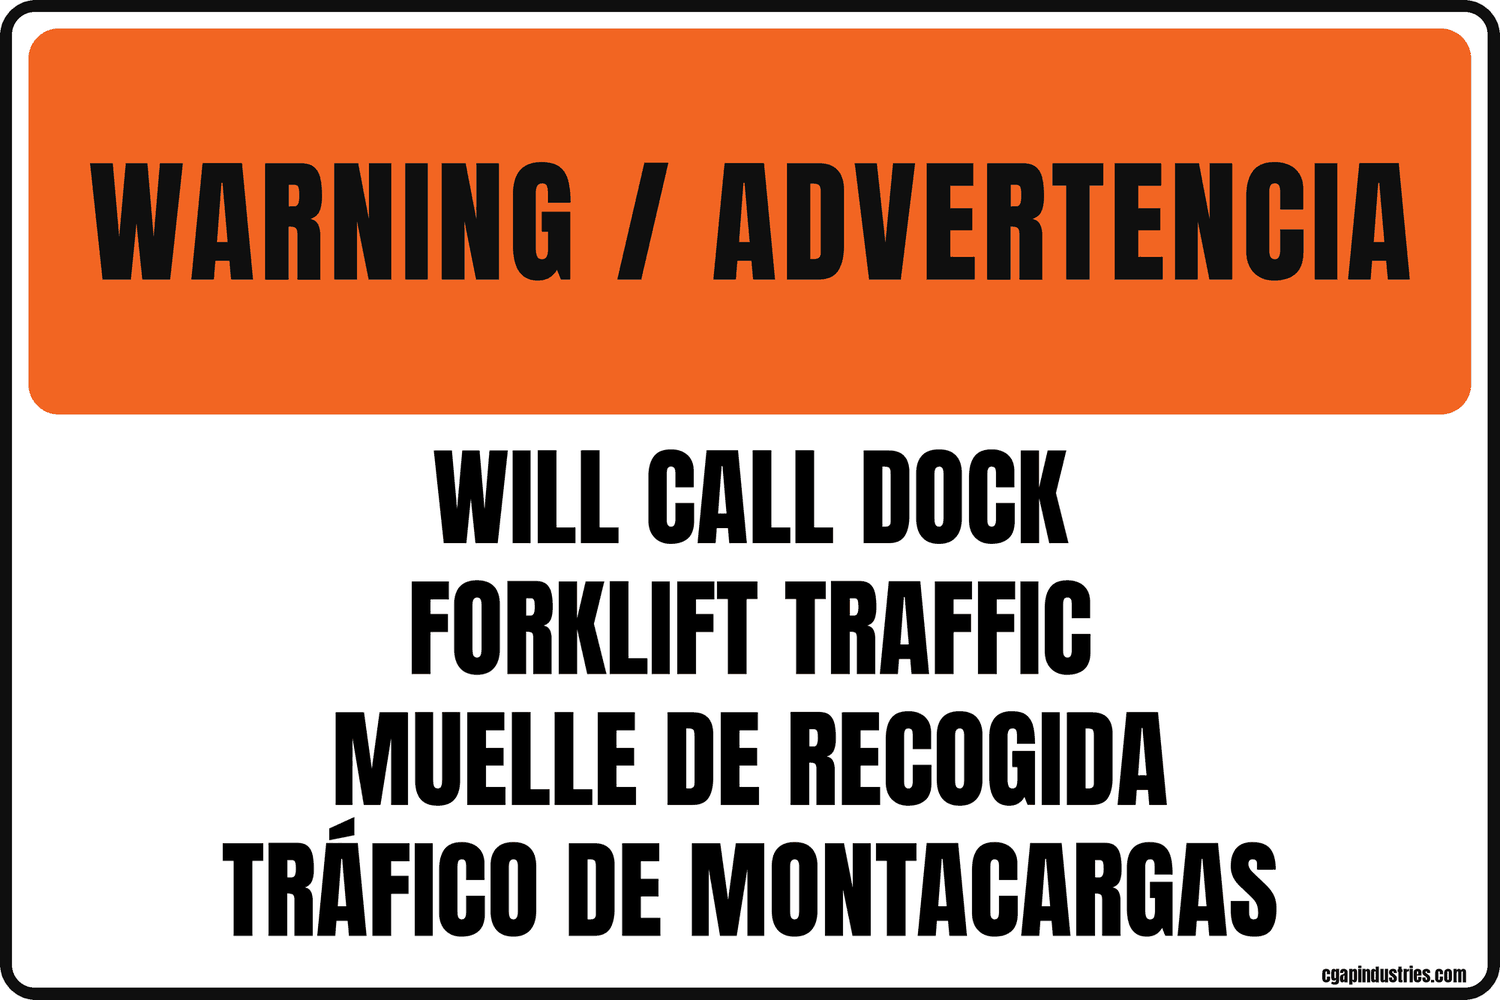 WARNING / ADVERTENCIA
WILL CALL DOCK
FORKLIFT TRAFFIC
MUELLE DE RECOGIDA
TRÁFICO DE MONTACARGAS
cgapindustries.com